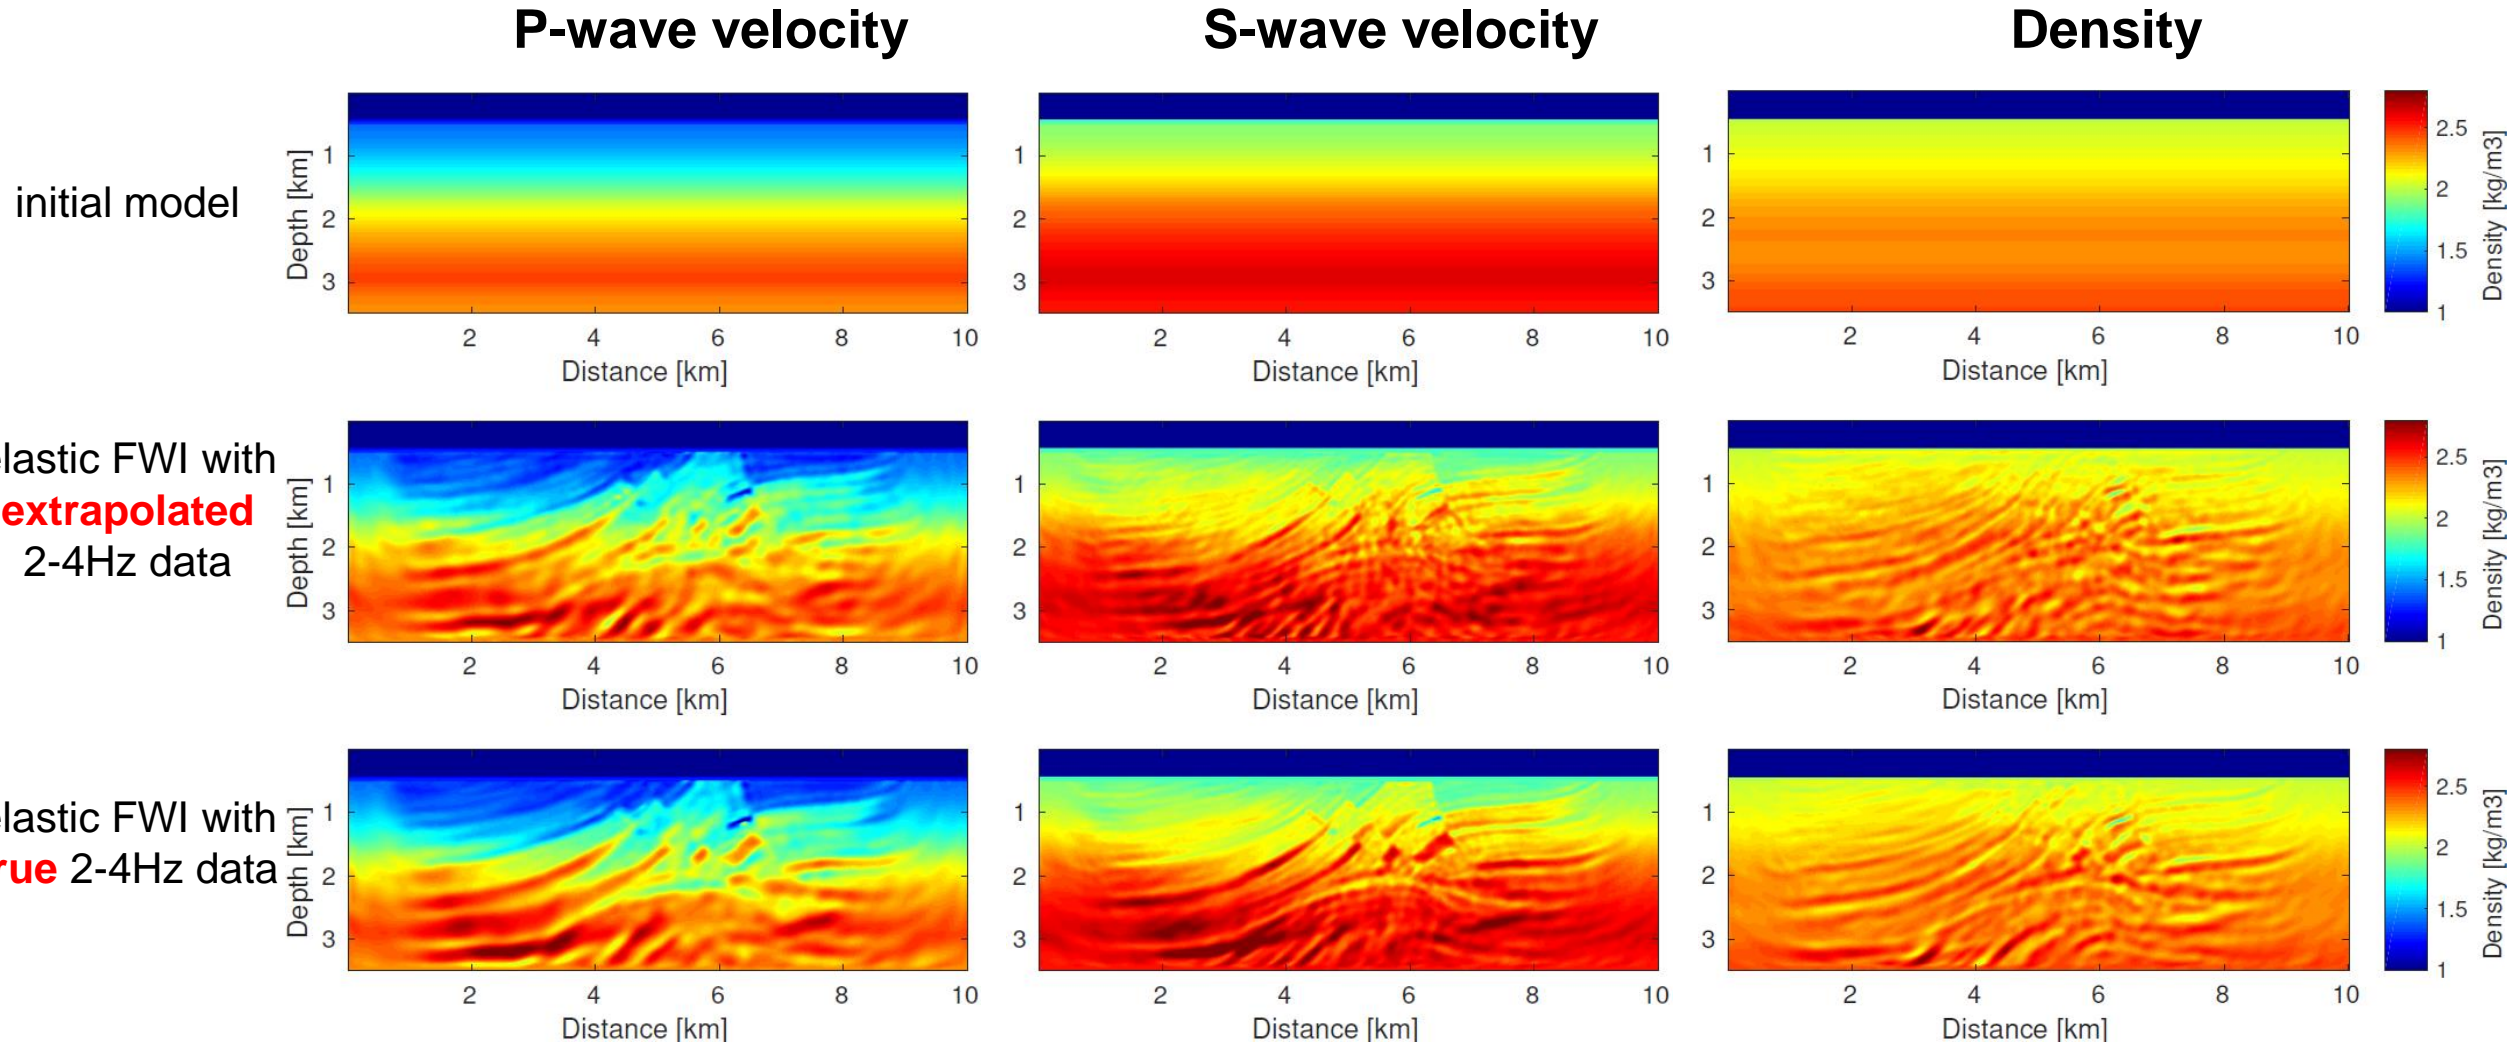 P-wave velocity S-wave velocity Density
initial model
Depth [km]
1
2
3
2 4 6 8 10
Distance [km]
1
2
3
2 4 6 8 10
Distance [km]
1
2
3
2 4 6 8 10
Distance [km]
2.5
2
1.5
1
Density [kg/m3]
elastic FWI with
extrapolated
2-4Hz data
Depth [km]
1
2
3
2 4 6 8 10
Distance [km]
1
2
3
2 4 6 8 10
Distance [km]
1
2
3
2 4 6 8 10
Distance [km]
2.5
2
1.5
1
Density [kg/m3]
elastic FWI with
rue 2-4Hz data
Depth [km]
1
2
3
2 4 6 8 10
Distance [km]
1
2
3
2 4 6 8 10
Distance [km]
1
2
3
2 4 6 8 10
Distance [km]
2.5
2
1.5
1
Density [kg/m3]